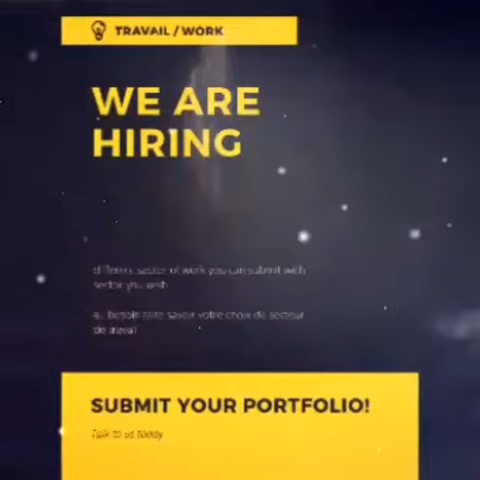 TRAVAIL / WORK
WE ARE
HIRING
sector of work you can submit with
sector you wish
besoin faire savoir votre choix de secteur
de travail
SUBMIT YOUR PORTFOLIO!
Talk to us today